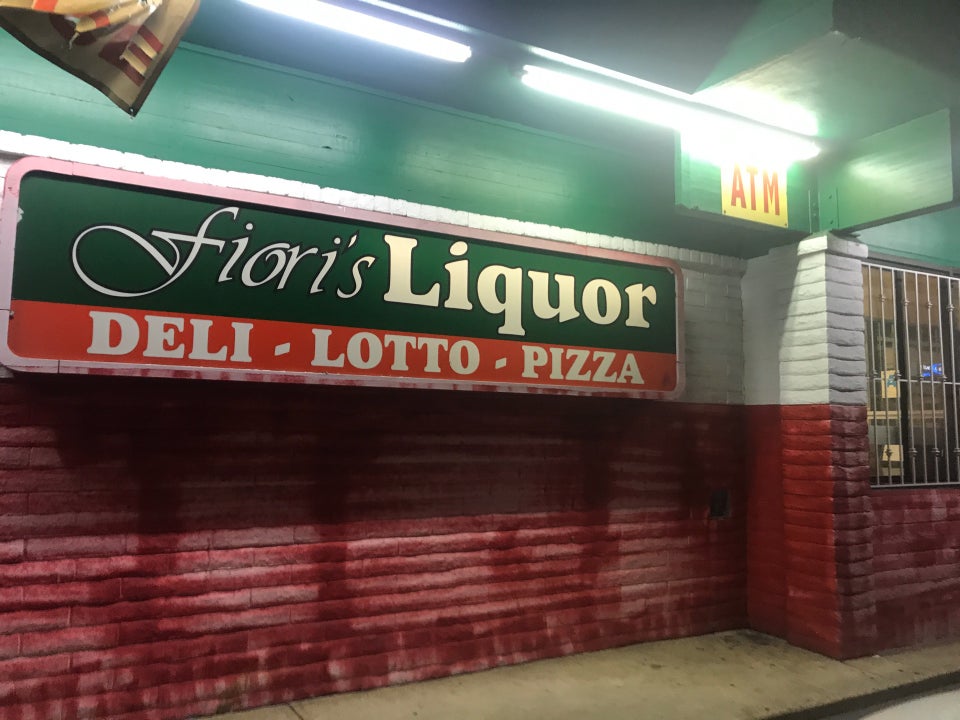 ATM
Fiori's Liquor
DELI - LOTTO - PIZZA